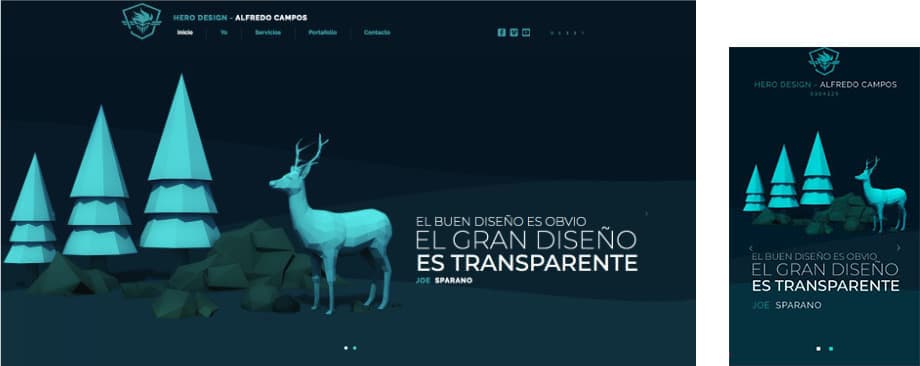 HERO DESIGN - ALFREDO CAMPOS
Inicio Yo Servicios Portafolio Contacto
EL BUEN DISEÑO ES OBVIO
EL GRAN DISEÑO
ES TRANSPARENTE
JOE SPARANO
HERO DESIGN - ALFREDO CAMPOS
EL BUEN DISEÑO ES OBVIO
EL GRAN DISEÑO
ES TRANSPARENTE
JOE SPARANO